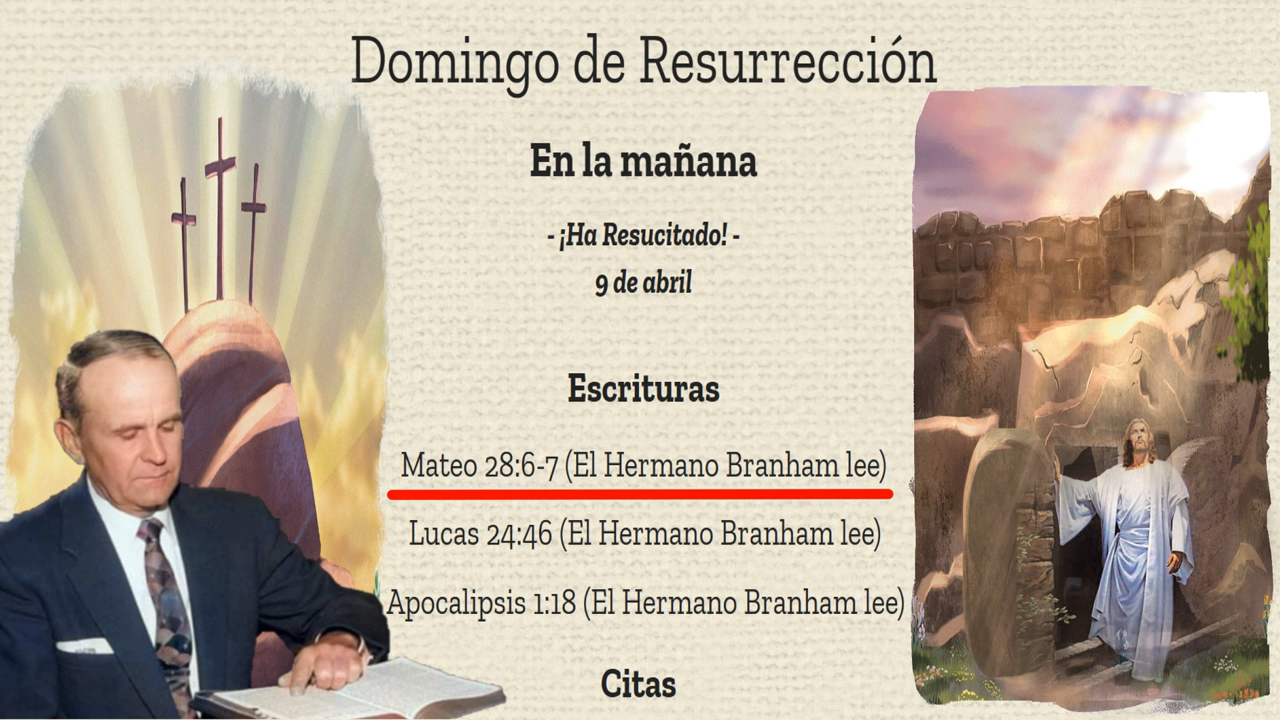 Domingo de Resurrección
En la mañana
- ¡Ha Resucitado! -
9 de abril
Escrituras
Mateo 28:6-7 (El Hermano Branham lee)
Lucas 24:46 (El Hermano Branham lee)
Apocalipsis 1:18 (El Hermano Branham lee)
Citas